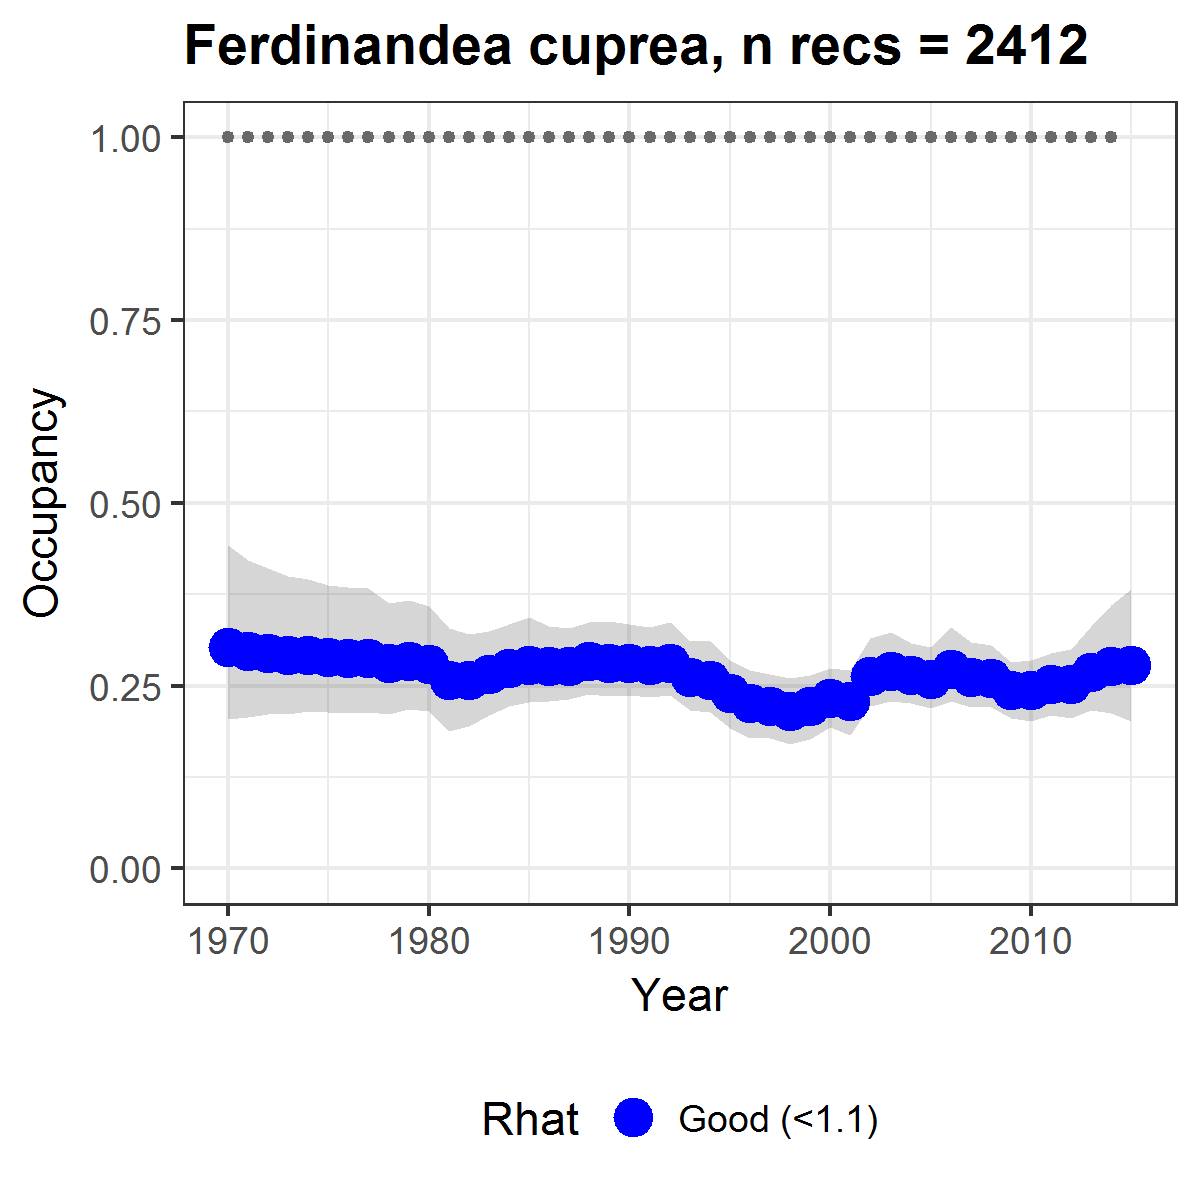 Ferdinandea cuprea, n recs = 2412
1.00
0.75
0.50
0.25
0.00
Occupancy
1970 1980 1990 2000 2010
Year
Rhat Good (<1.1)